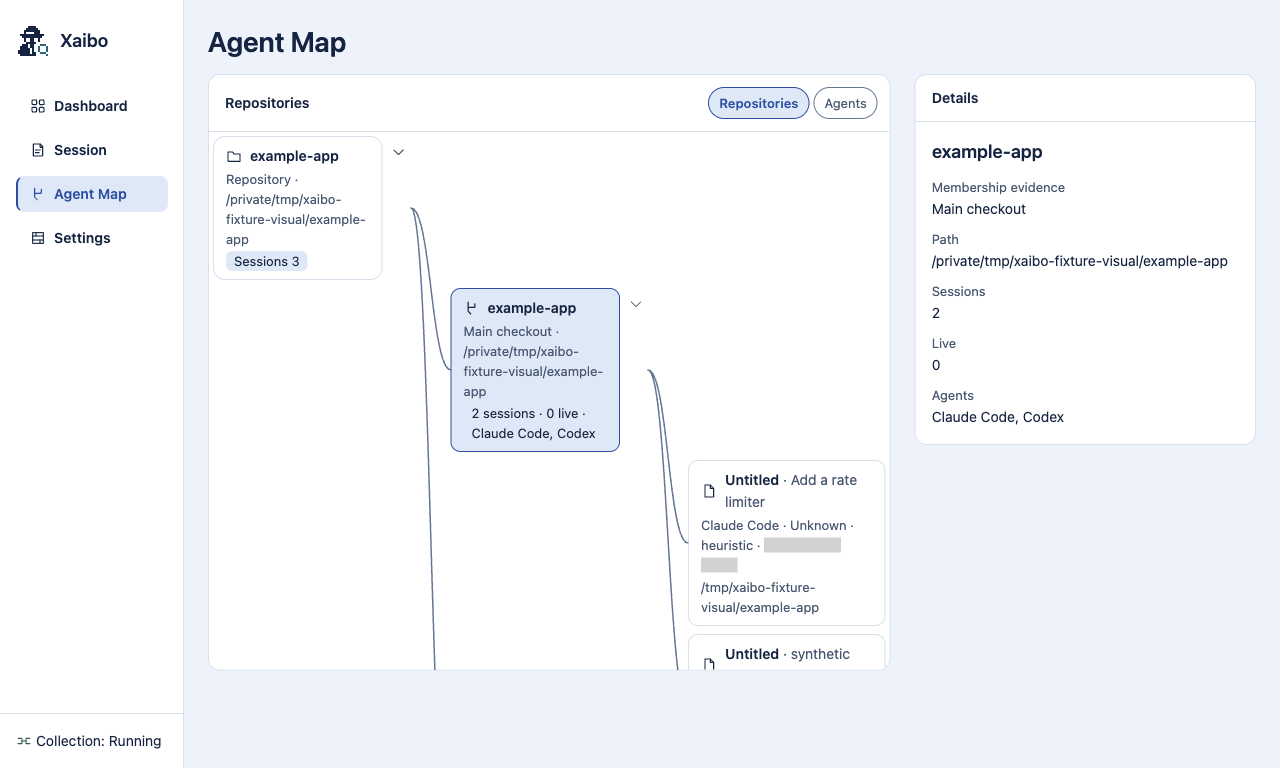 Xaibo
Dashboard
Session
Agent Map
Settings
Collection: Running
Agent Map
Repositories
Repositories
Agents
example-app
Repository ·
/private/tmp/xaibo-
fixture-visual/example-
app
Sessions 3
example-app
Main checkout ·
/private/tmp/xaibo-
fixture-visual/example-
app
2 sessions · 0 live ·
Claude Code, Codex
Untitled · Add a rate
limiter
Claude Code · Unknown ·
heuristic ·
/tmp/xaibo-fixture-
visual/example-app
Untitled · synthetic
Details
example-app
Membership evidence
Main checkout
Path
/private/tmp/xaibo-fixture-visual/example-app
Sessions
2
Live
0
Agents
Claude Code, Codex